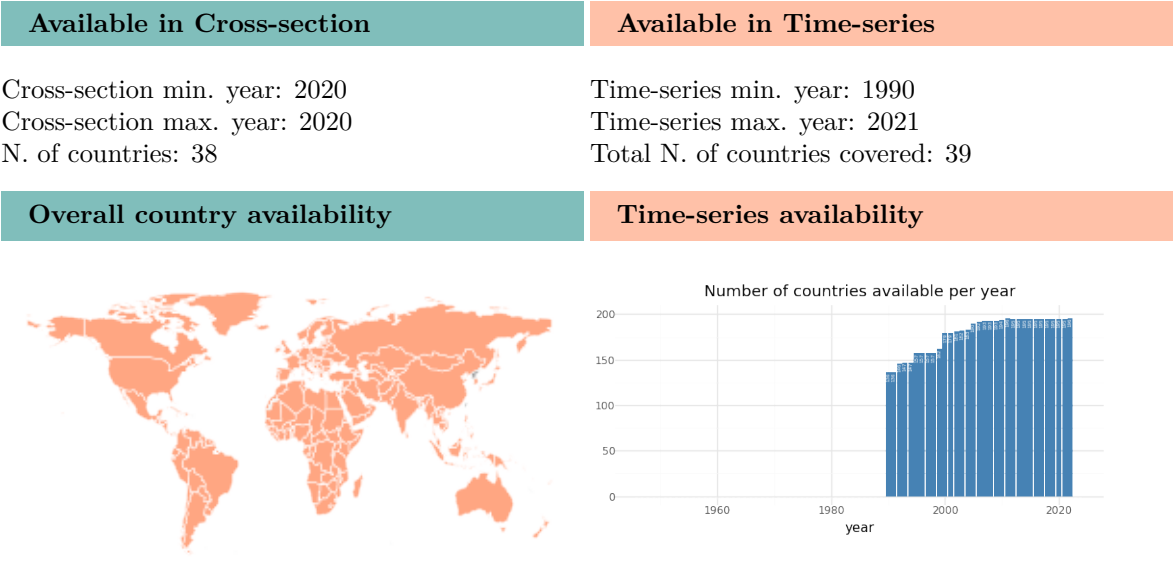 Available in Cross-section
Available in Time-series
Cross-section min. year: 2020
Cross-section max. year: 2020
N. of countries: 38
Time-series min. year: 1990
Time-series max. year: 2021
Total N. of countries covered: 39
Overall country availability
Time-series availability
Number of countries available per year
200
150
100
50
0
1960
1980
2000
2020
year